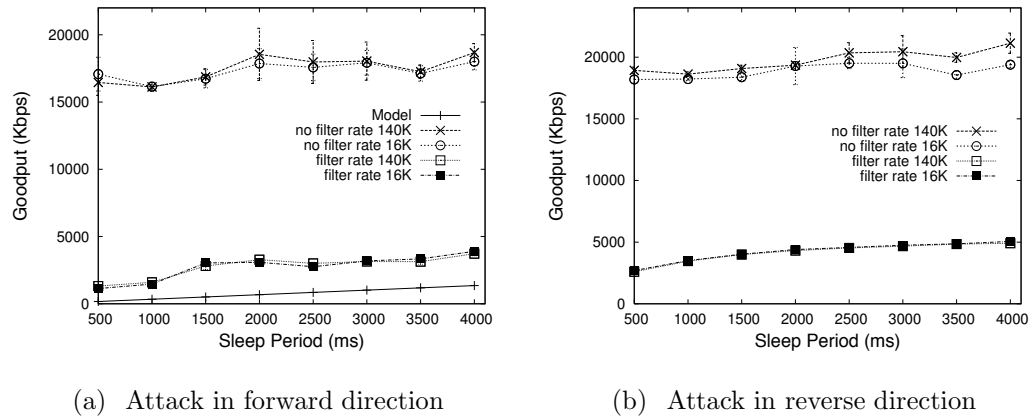 20000
15000
10000
5000
0
Goodput (Kbps)
Model
no filter rate 140K
no filter rate 16K
filter rate 140K
filter rate 16K
500 1000 1500 2000 2500 3000 3500 4000
Sleep Period (ms)
(a) Attack in forward direction
20000
15000
10000
5000
0
Goodput (Kbps)
no filter rate 140K
no filter rate 16K
filter rate 140K
filter rate 16K
500 1000 1500 2000 2500 3000 3500 4000
Sleep Period (ms)
(b) Attack in reverse direction